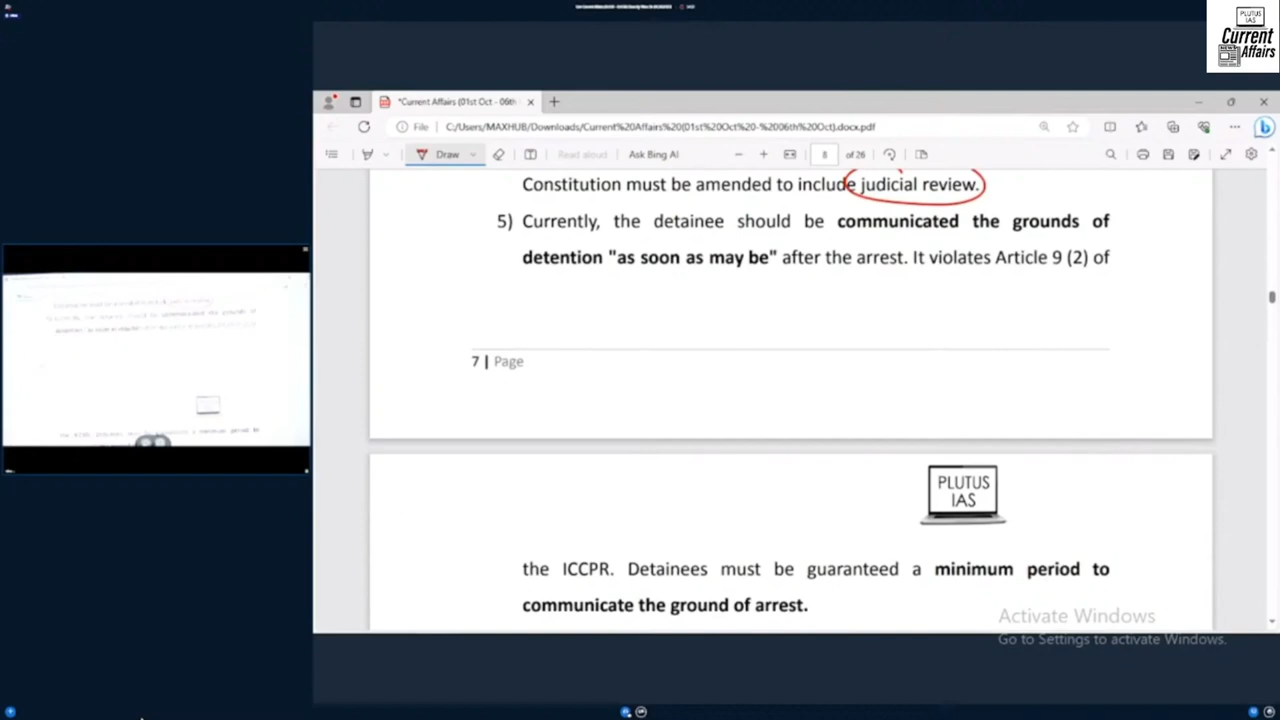 PLUTUS
IAS
Current
Affairs
*Current Affairs (01st Oct - 06th
File C:/Users/MAXHUB/Downloads/Current%20Affairs%20(01st%20Oct%20-%2006th%20Oct).docx.pdf
Draw Read aloud Ask Bing AI 8 of 26
Constitution must be amended to include judicial review.
5) Currently, the detainee should be communicated the grounds of
detention "as soon as may be" after the arrest. It violates Article 9 (2) of
7 | Page
PLUTUS
IAS
the ICCPR. Detainees must be guaranteed a minimum period to
communicate the ground of arrest.
Activate Windows
Go to Settings to activate Windows.